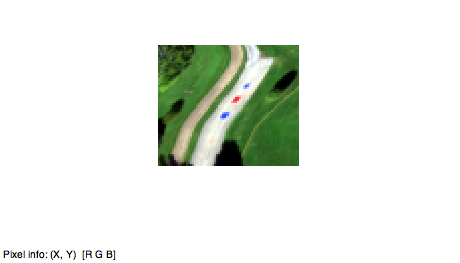 Pixel info: (X, Y) [R G B]